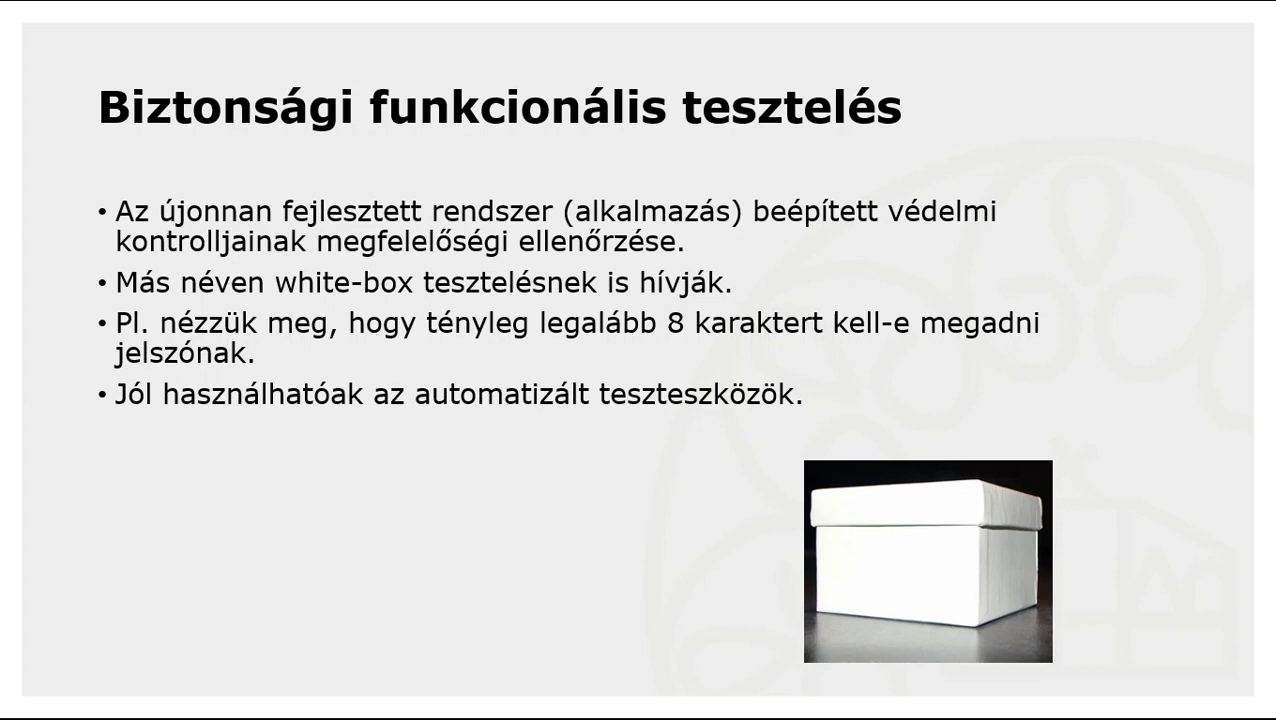 Biztonsági funkcionális tesztelés
• Az újonnan fejlesztett rendszer (alkalmazás) beépített védelmi
kontrolljainak megfelelőségi ellenőrzése.
• Más néven white-box tesztelésnek is hívják.
• Pl. nézzük meg, hogy tényleg legalább 8 karaktert kell-e megadni
jelszónak.
• Jól használhatóak az automatizált teszteszközök.